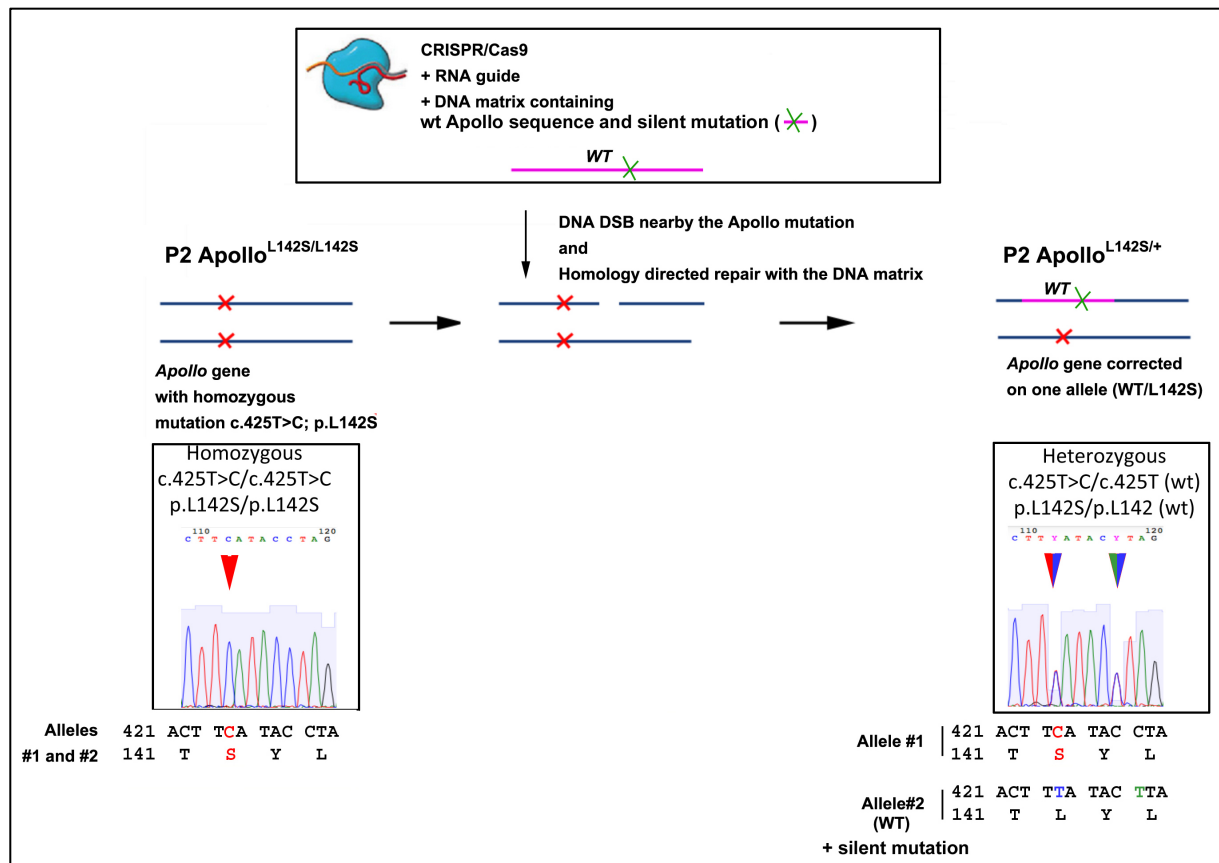 CRISPR/Cas9
+ RNA guide
+ DNA matrix containing
wt Apollo sequence and silent mutation ( )
WT
DNA DSB nearby the Apollo mutation
and
Homology directed repair with the DNA matrix
P2 Apollo L142S/L142S
P2 Apollo L142S/+
WT
Apollo gene
with homozygous
mutation c.425T>C; p.L142S
Apollo gene corrected
on one allele (WT/L142S)
Homozygous
c.425T>C/c.425T>C
p.L142S/p.L142S
110 120
C T T C A T A C C T A G
Heterozygous
c.425T>C/c.425T (wt)
p.L142S/p.L142 (wt)
110 120
C T T Y A T A C Y T A G
Alleles
#1 and #2
421 ACT TCA TAC CTA
141 T S Y L
Allele #1
421 ACT TCA TAC CTA
141 T S Y L
Allele#2
(WT)
+ silent mutation
421 ACT TTA TAC TTA
141 T L Y L